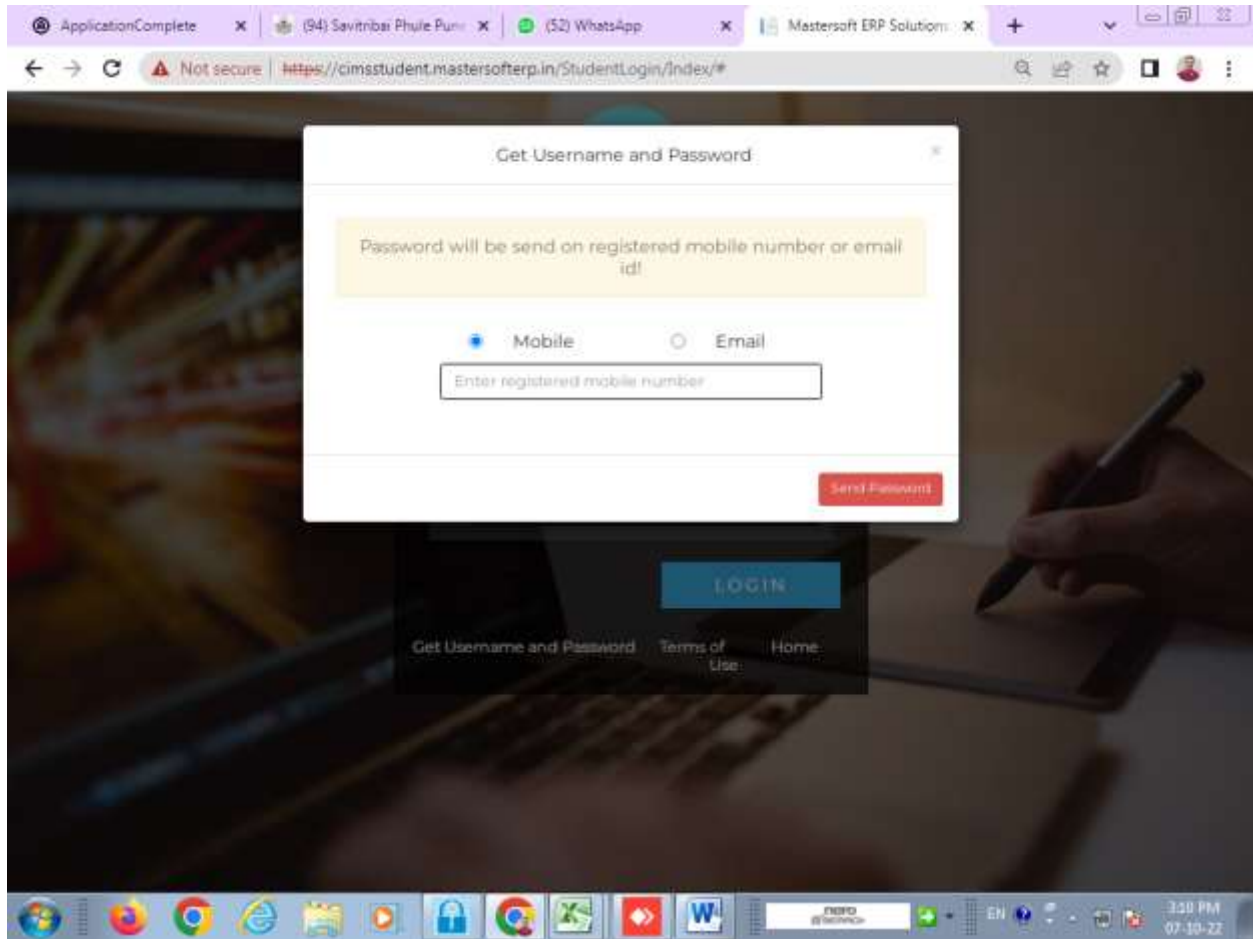 ApplicationComplete
(94) Savitribai Phule Pune
(52) WhatsApp
Mastersoft ERP Solutions
Not secure
https://cimsstudent.mastersofterp.in/StudentLogin/Index/#
Get Username and Password
Password will be send on registered mobile number or email
id!
Mobile
Email
Enter registered mobile number
Send Password
LOGIN
Get Username and Password
Terms of
Use
Home
EN
3:10 PM
07-10-22